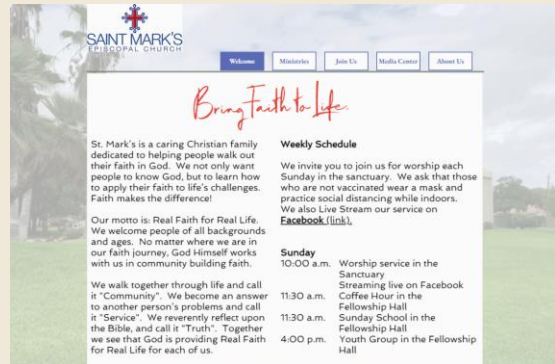 SAINT MARK'S
EPISCOPAL CHURCH
Welcome
Ministries
Join Us
Media Center
About Us
Bring Faith to Life.
St. Mark's is a caring Christian family
dedicated to helping people walk out
their faith in God. We not only want
people to know God, but to learn how
to apply their faith to life's challenges.
Faith makes the difference!
Our motto is: Real Faith for Real Life.
We welcome people of all backgrounds
and ages. No matter where we are in
our faith journey, God Himself works
with us in community building faith.
We walk together through life and call
it "Community". We become an answer
to another person's problems and call
it "Service". We reverently reflect upon
the Bible, and call it "Truth". Together
we see that God is providing Real Faith
for Real Life for each of us.
Weekly Schedule
We invite you to join us for worship each
Sunday in the sanctuary. We ask that those
who are not vaccinated wear a mask and
practice social distancing while indoors.
We also Live Stream our service on
Facebook (link).
Sunday
10:00 a.m. Worship service in the
Sanctuary
Streaming live on Facebook
11:30 a.m. Coffee Hour in the
Fellowship Hall
11:30 a.m. Sunday School in the
Fellowship Hall
4:00 p.m. Youth Group in the Fellowship
Hall